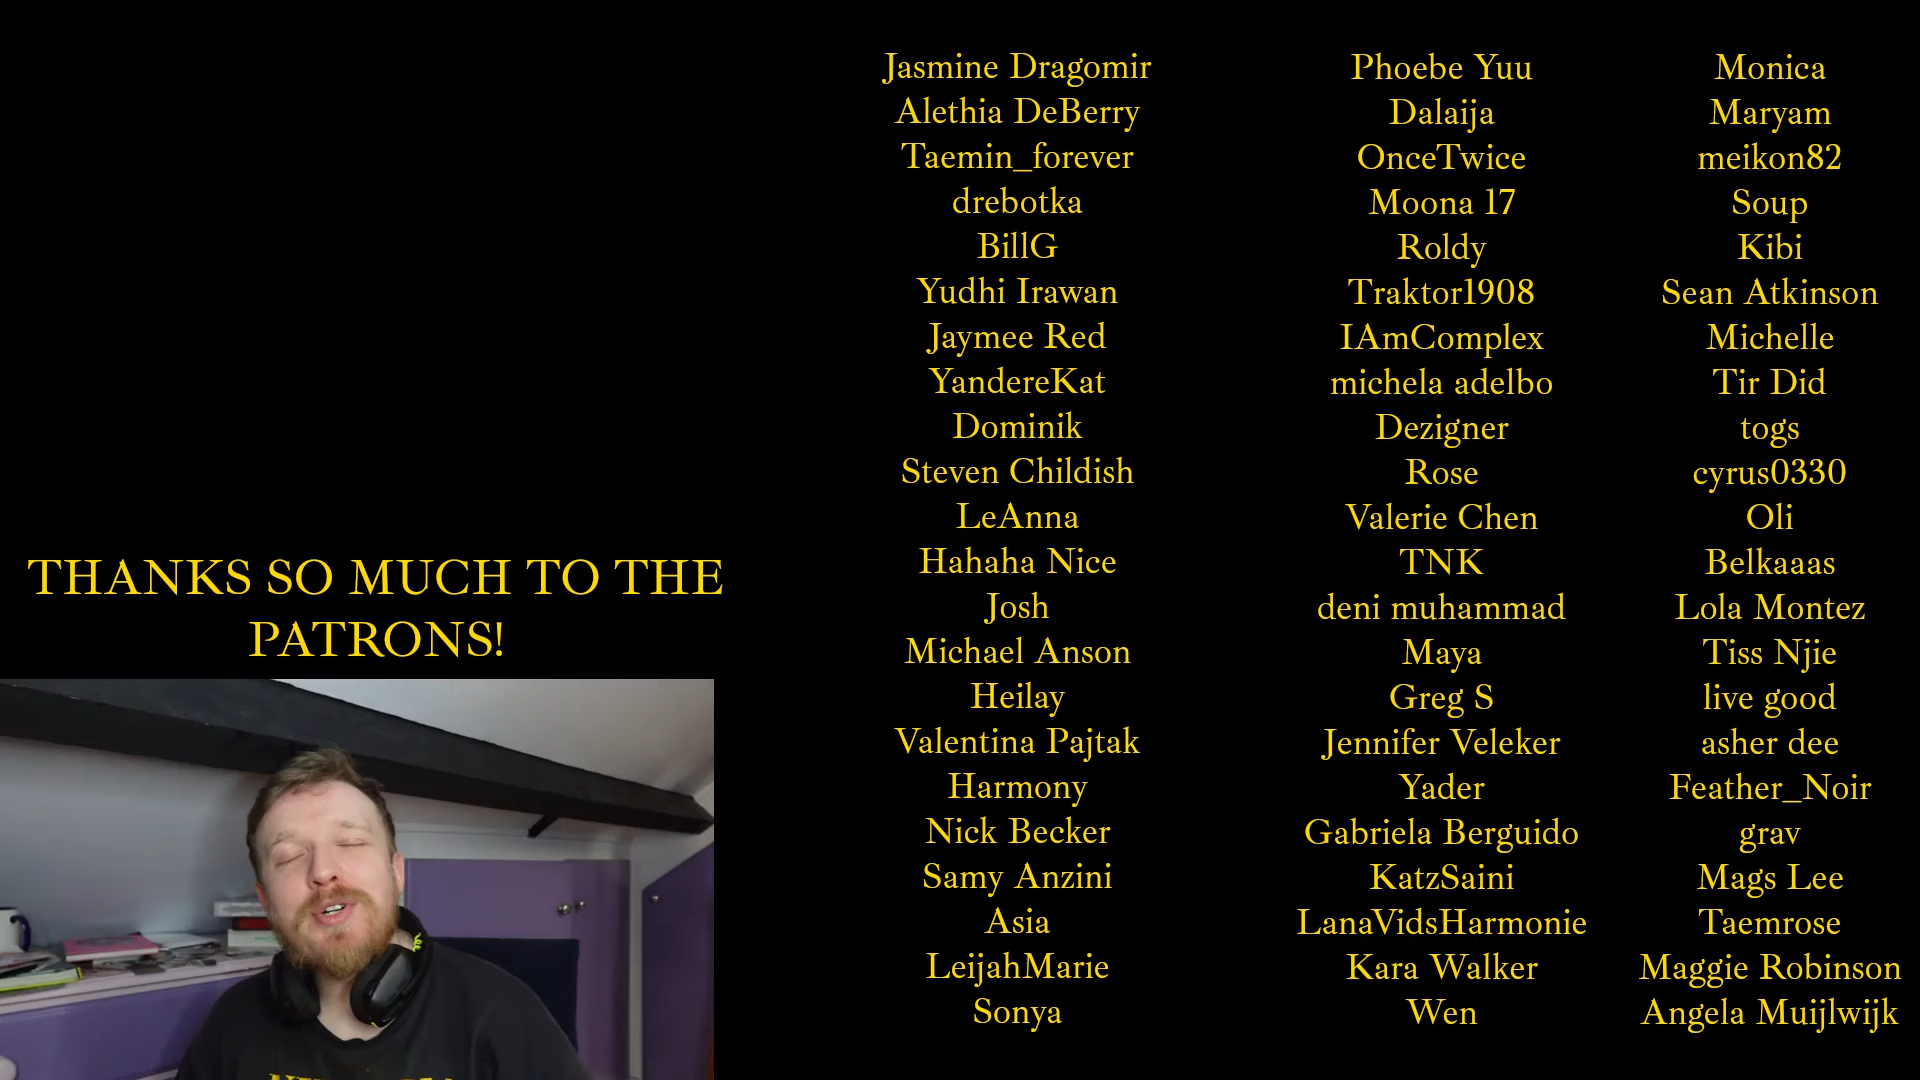 THANKS SO MUCH TO THE
PATRONS!
Jasmine Dragomir
Alethia DeBerry
Taemin_forever
drebotka
BillG
Yudhi Irawan
Jaymee Red
YandereKat
Dominik
Steven Childish
LeAnna
Hahaha Nice
Josh
Michael Anson
Heilay
Valentina Pajtak
Harmony
Nick Becker
Samy Anzini
Asia
LeijahMarie
Sonya
Phoebe Yuu
Dalaija
OnceTwice
Moona 17
Roldy
Traktor1908
IAmComplex
michela adelbo
Dezigner
Rose
Valerie Chen
TNK
deni muhammad
Maya
Greg S
Jennifer Veleker
Yader
Gabriela Berguido
KatzSaini
LanaVidsHarmonie
Kara Walker
Wen
Monica
Maryam
meikon82
Soup
Kibi
Sean Atkinson
Michelle
Tir Did
togs
cyrus0330
Oli
Belkaaas
Lola Montez
Tiss Njie
live good
asher dee
Feather_Noir
grav
Mags Lee
Taemrose
Maggie Robinson
Angela Muijlwijk